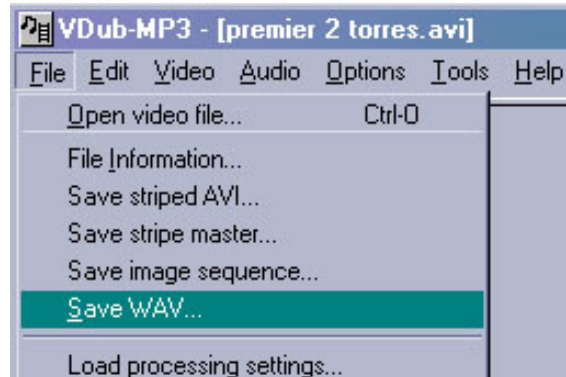 VDub-MP3 - [premier 2 torres.avi]
File Edit Video Audio Options Tools Help
Open video file... Ctrl-O
File Information...
Save striped AVI...
Save stripe master...
Save image sequence...
Save WAV...
Load processing settings...